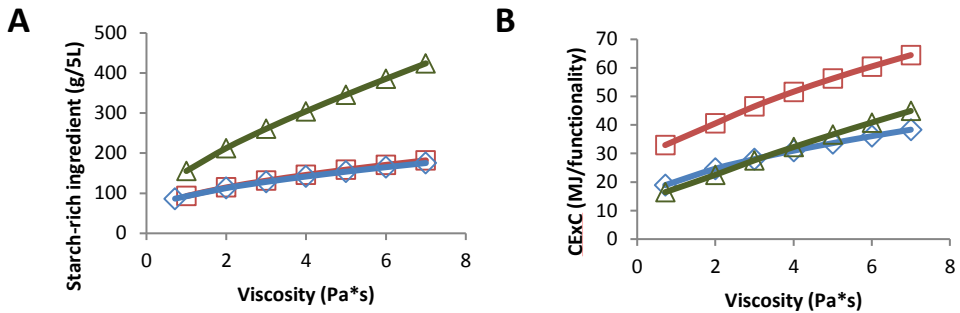 A
Starch-rich ingredient (g/5L)
500
400
300
200
100
0
0 2 4 6 8
Viscosity (Pa*s)
B
CExC (MJ/functionality)
70
60
50
40
30
20
10
0
0 2 4 6 8
Viscosity (Pa*s)